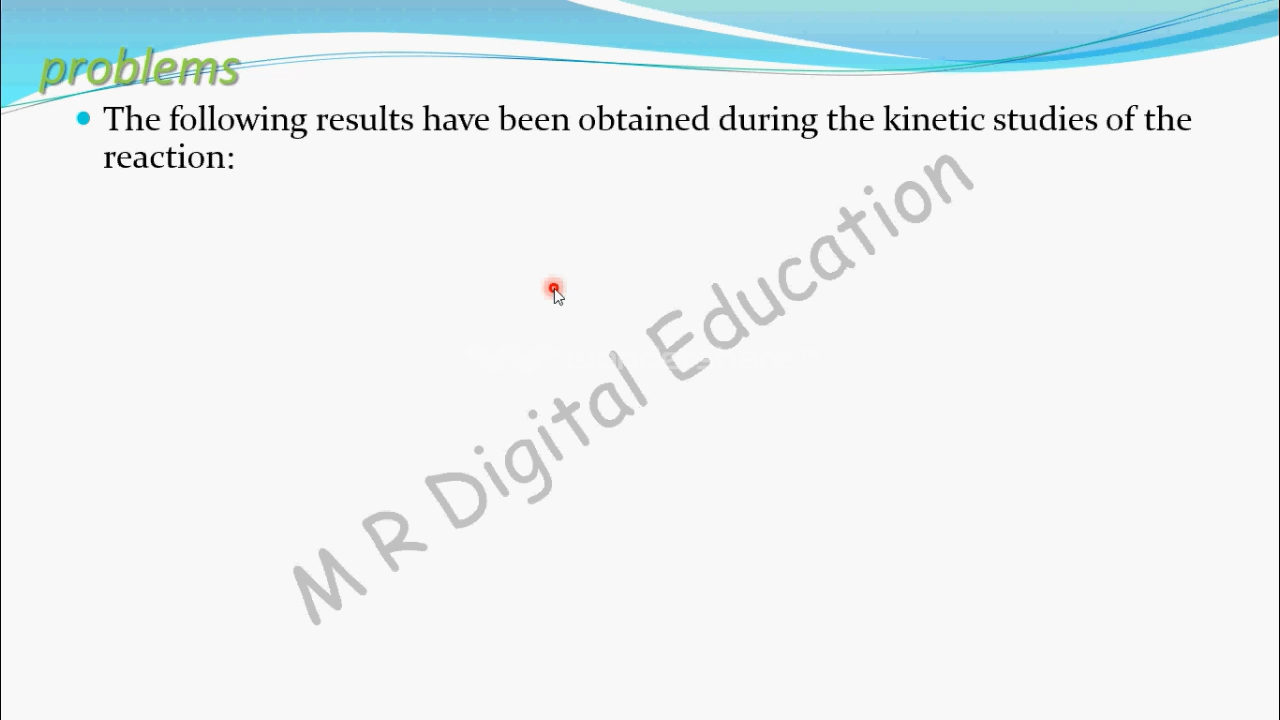 problems
The following results have been obtained during the kinetic studies of the
reaction:
M R Digital Education